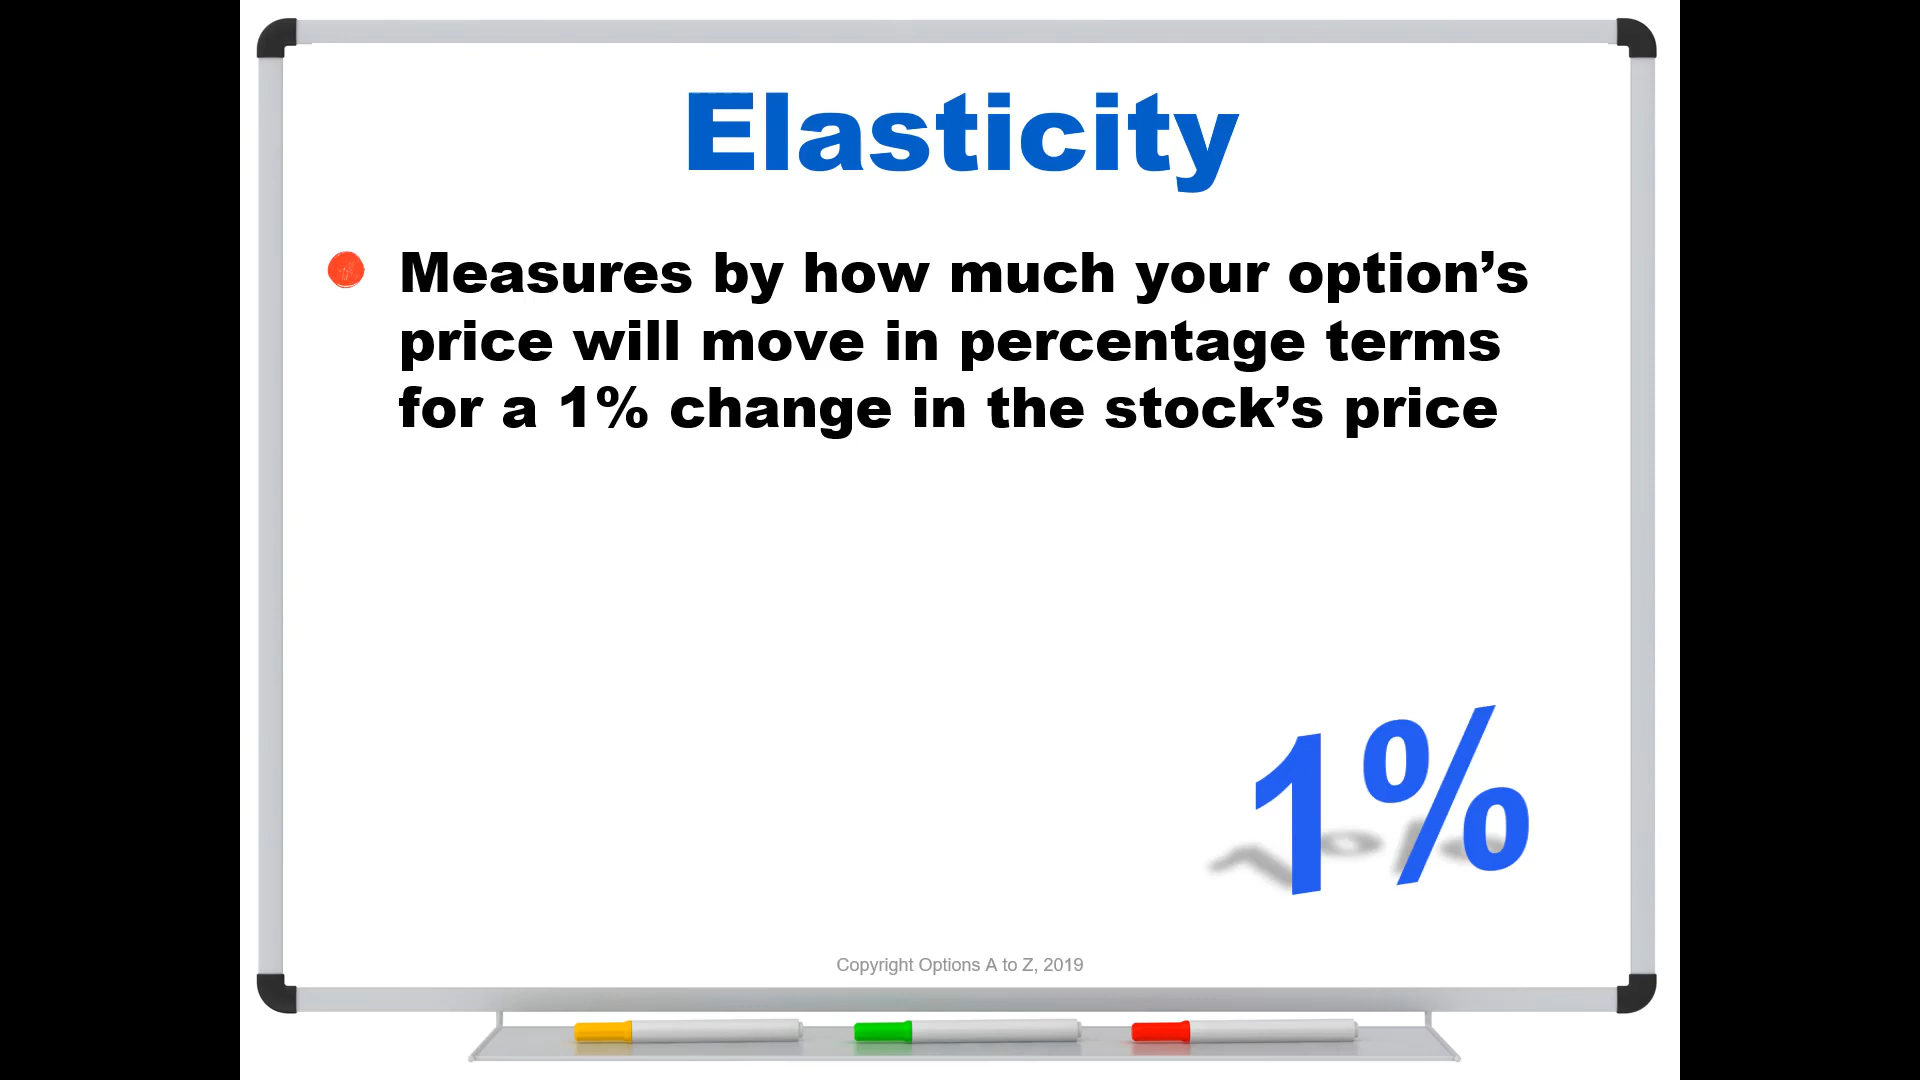 Elasticity
Measures by how much your option’s
price will move in percentage terms
for a 1% change in the stock’s price
1%
Copyright Options A to Z, 2019